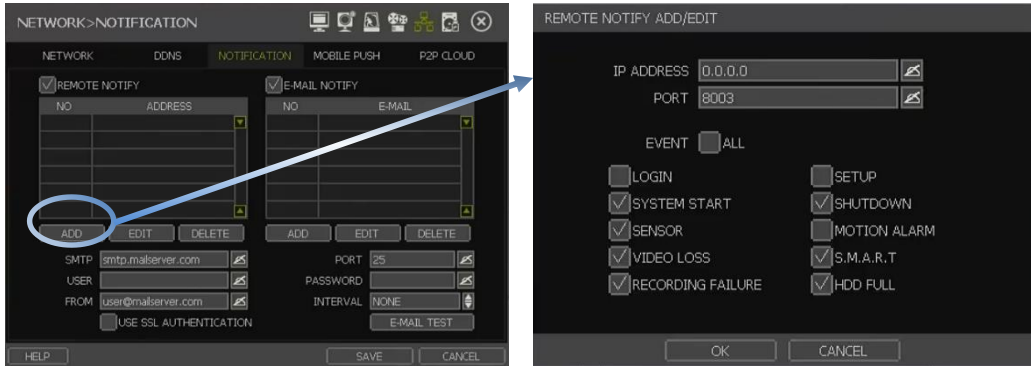 NETWORK>NOTIFICATION
NETWORK DDNS NOTIFICATION MOBILE PUSH P2P CLOUD
REMOTE NOTIFY E-MAIL NOTIFY
NO ADDRESS NO E-MAIL
ADD EDIT DELETE ADD EDIT DELETE
SMTP smtp.mailserver.com PORT 25
USER PASSWORD
FROM user@mailserver.com INTERVAL NONE
USE SSL AUTHENTICATION E-MAIL TEST
HELP SAVE CANCEL
REMOTE NOTIFY ADD/EDIT
IP ADDRESS 0.0.0.0
PORT 8003
EVENT ALL
LOGIN SETUP
SYSTEM START SHUTDOWN
SENSOR MOTION ALARM
VIDEO LOSS S.M.A.R.T
RECORDING FAILURE HDD FULL
OK CANCEL